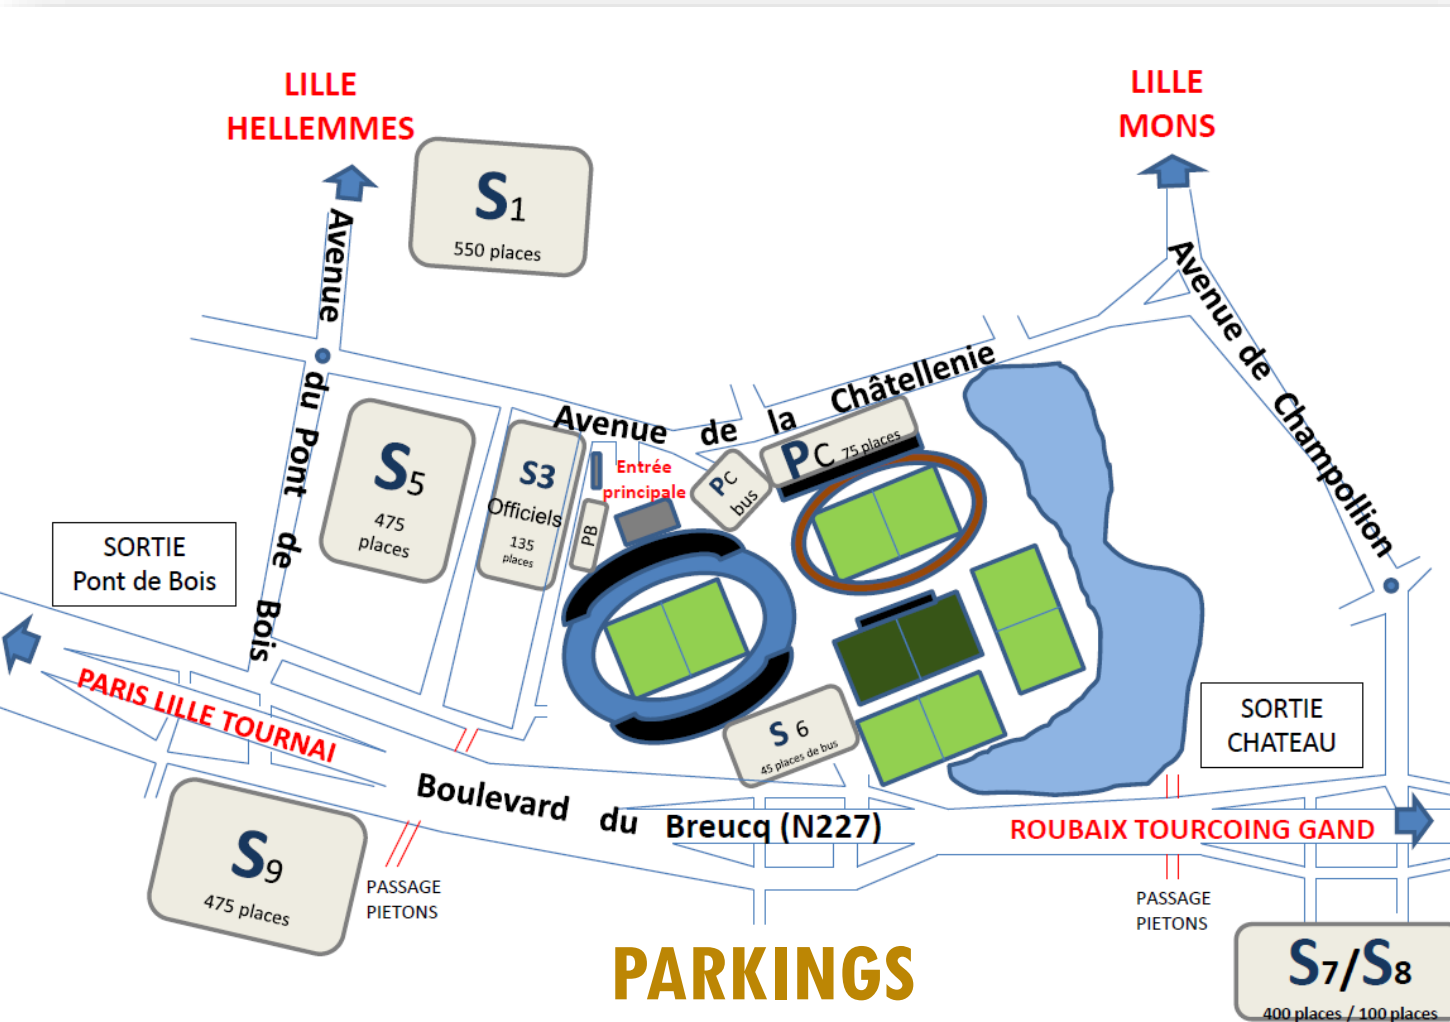 LILLE
HELLEMMES
LILLE
MONS
S1
550 places
Avenue du Pont de Bois
Avenue de la Châtellenie
Avenue de Champollion
S5
475
places
S3
Officiels
135
places
PB
Entrée
principale
PC
bus
PC 75 places
SORTIE
Pont de Bois
PARIS LILLE TOURNAI
S 6
45 places de bus
SORTIE
CHATEAU
Boulevard du Breucq (N227)
ROUBAIX TOURCOING GAND
S9
475 places
PASSAGE
PIETONS
PASSAGE
PIETONS
PARKINGS
S7/S8
400 places / 100 places